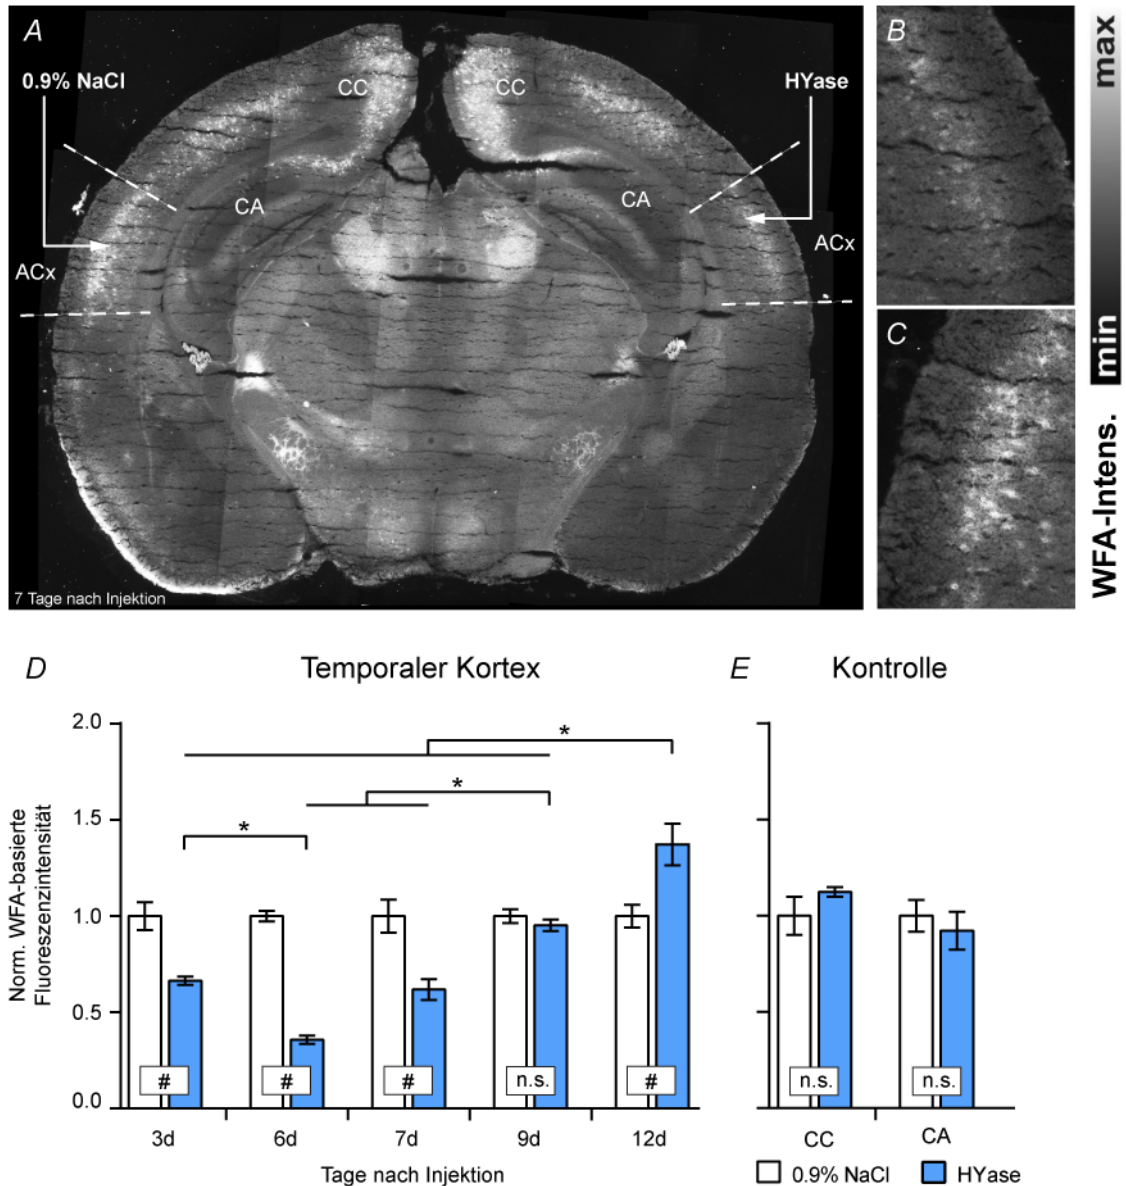 A
0.9% NaCl
CC
CC
HYase
CA
CA
ACx
ACx
7 Tage nach Injektion
B
C
max
min
WFA-Intens.
D
Temporaler Kortex
E
Kontrolle
Norm. WFA-basierte
Fluoreszenzintensität
2.0
1.5
1.0
0.5
0.0
*
*
*
#
#
#
n.s.
#
n.s.
n.s.
3d
6d
7d
9d
12d
CC
CA
Tage nach Injektion
0.9% NaCl
HYase